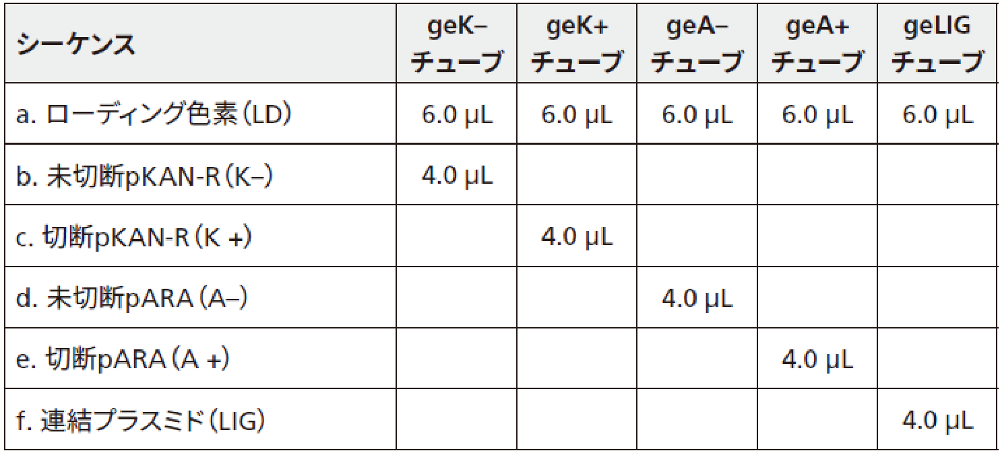 シーケンス geK– チューブ geK+ チューブ geA– チューブ geA+ チューブ geLIG チューブ
a. ローディング色素（LD） 6.0 µL 6.0 µL 6.0 µL 6.0 µL 6.0 µL
b. 未切断pKAN-R（K–） 4.0 µL
c. 切断pKAN-R（K +） 4.0 µL
d. 未切断pARA（A–） 4.0 µL
e. 切断pARA（A +） 4.0 µL
f. 連結プラスミド（LIG） 4.0 µL